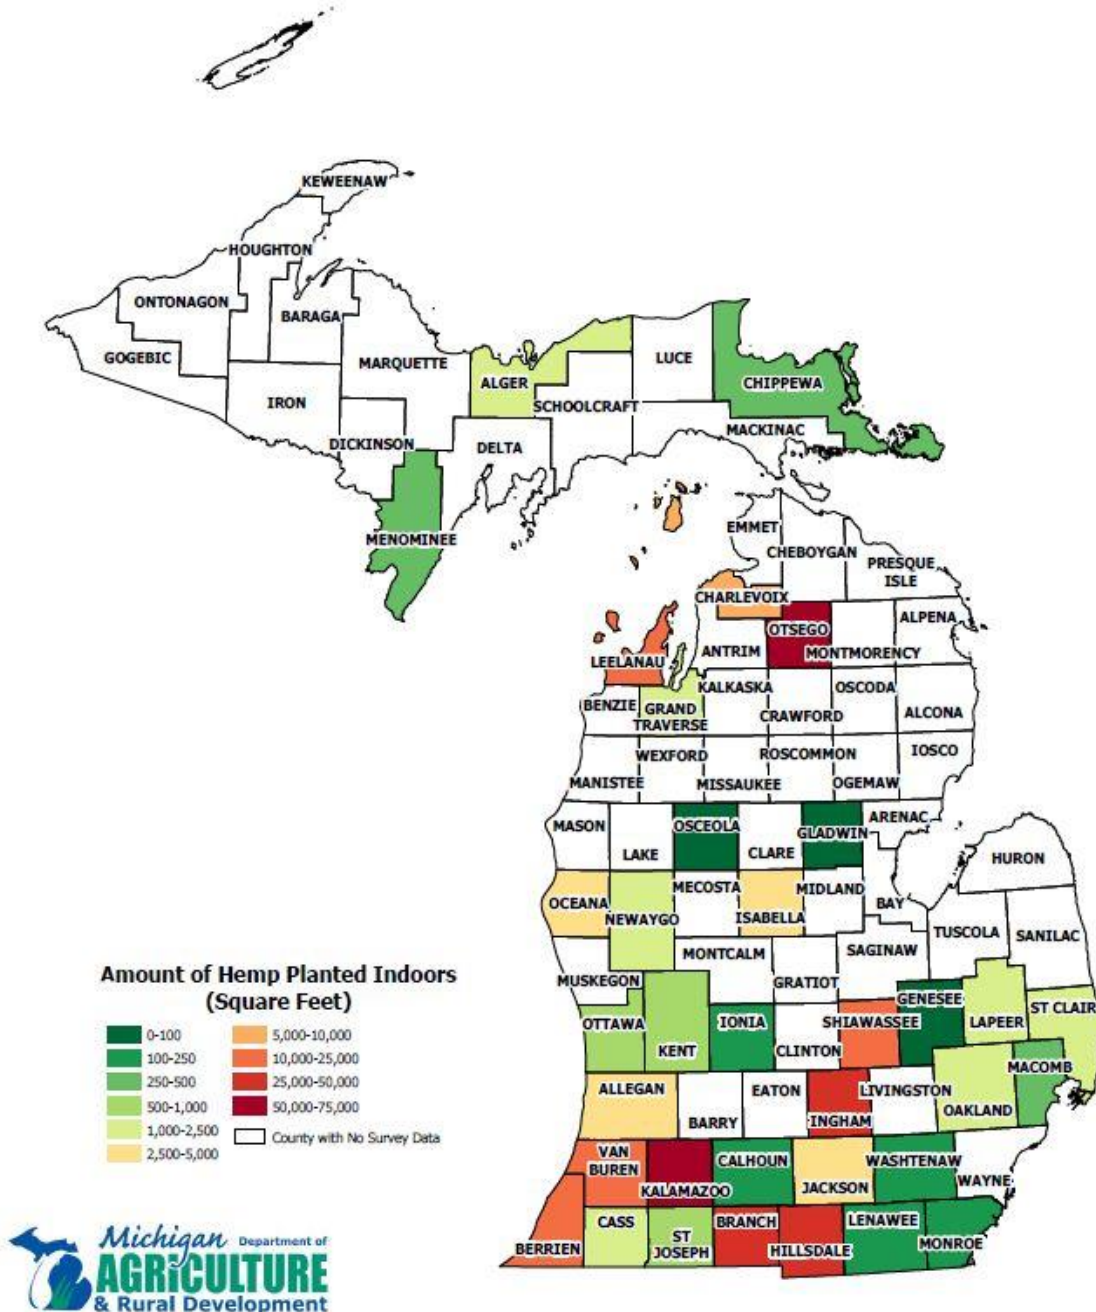 KEWEENAW
HOUGHTON
ONTONAGON
BARAGA
GOGEBIC
MARQUETTE
LUCE
ALGER
CHIPPEWA
IRON
SCHOOLCRAFT
MACKINAC
DICKINSON
DELTA
MENOMINEE
EMMET
CHEBOYGAN
PRESQUE
ISLE
CHARLEVOIX
OTSEGO
ALPENA
ANTRIM
MONTMORENCY
LEELANAU
KALKASKA
OSCODA
BENZIE
GRAND
TRAVERSE
CRAWFORD
ALCONA
WEXFORD
ROSCOMMON
IOSCO
MANISTEE
MISSAUKEE
OGEMAW
MASON
OSCEOLA
GLADWIN
ARENAC
LAKE
CLARE
HURON
OCEANA
MECOSTA
MIDLAND
NEWAYGO
ISABELLA
BAY
TUSCOLA
SANILAC
MONTCALM
SAGINAW
MUSKEGON
GRATIOT
GENESEE
ST CLAIR
OTTAWA
IONIA
SHIAWASSEE
LAPEER
KENT
CLINTON
MACOMB
ALLEGAN
EATON
LIVINGSTON
OAKLAND
BARRY
INGHAM
VAN
BUREN
CALHOUN
WASHTENAW
KALAMAZOO
JACKSON
WAYNE
CASS
ST
JOSEPH
BRANCH
LENAWEE
BERRIEN
HILLSDALE
MONROE
Amount of Hemp Planted Indoors
(Square Feet)
0-100
100-250
250-500
500-1,000
1,000-2,500
2,500-5,000
5,000-10,000
10,000-25,000
25,000-50,000
50,000-75,000
County with No Survey Data
Michigan Department of
AGRICULTURE
& Rural Development